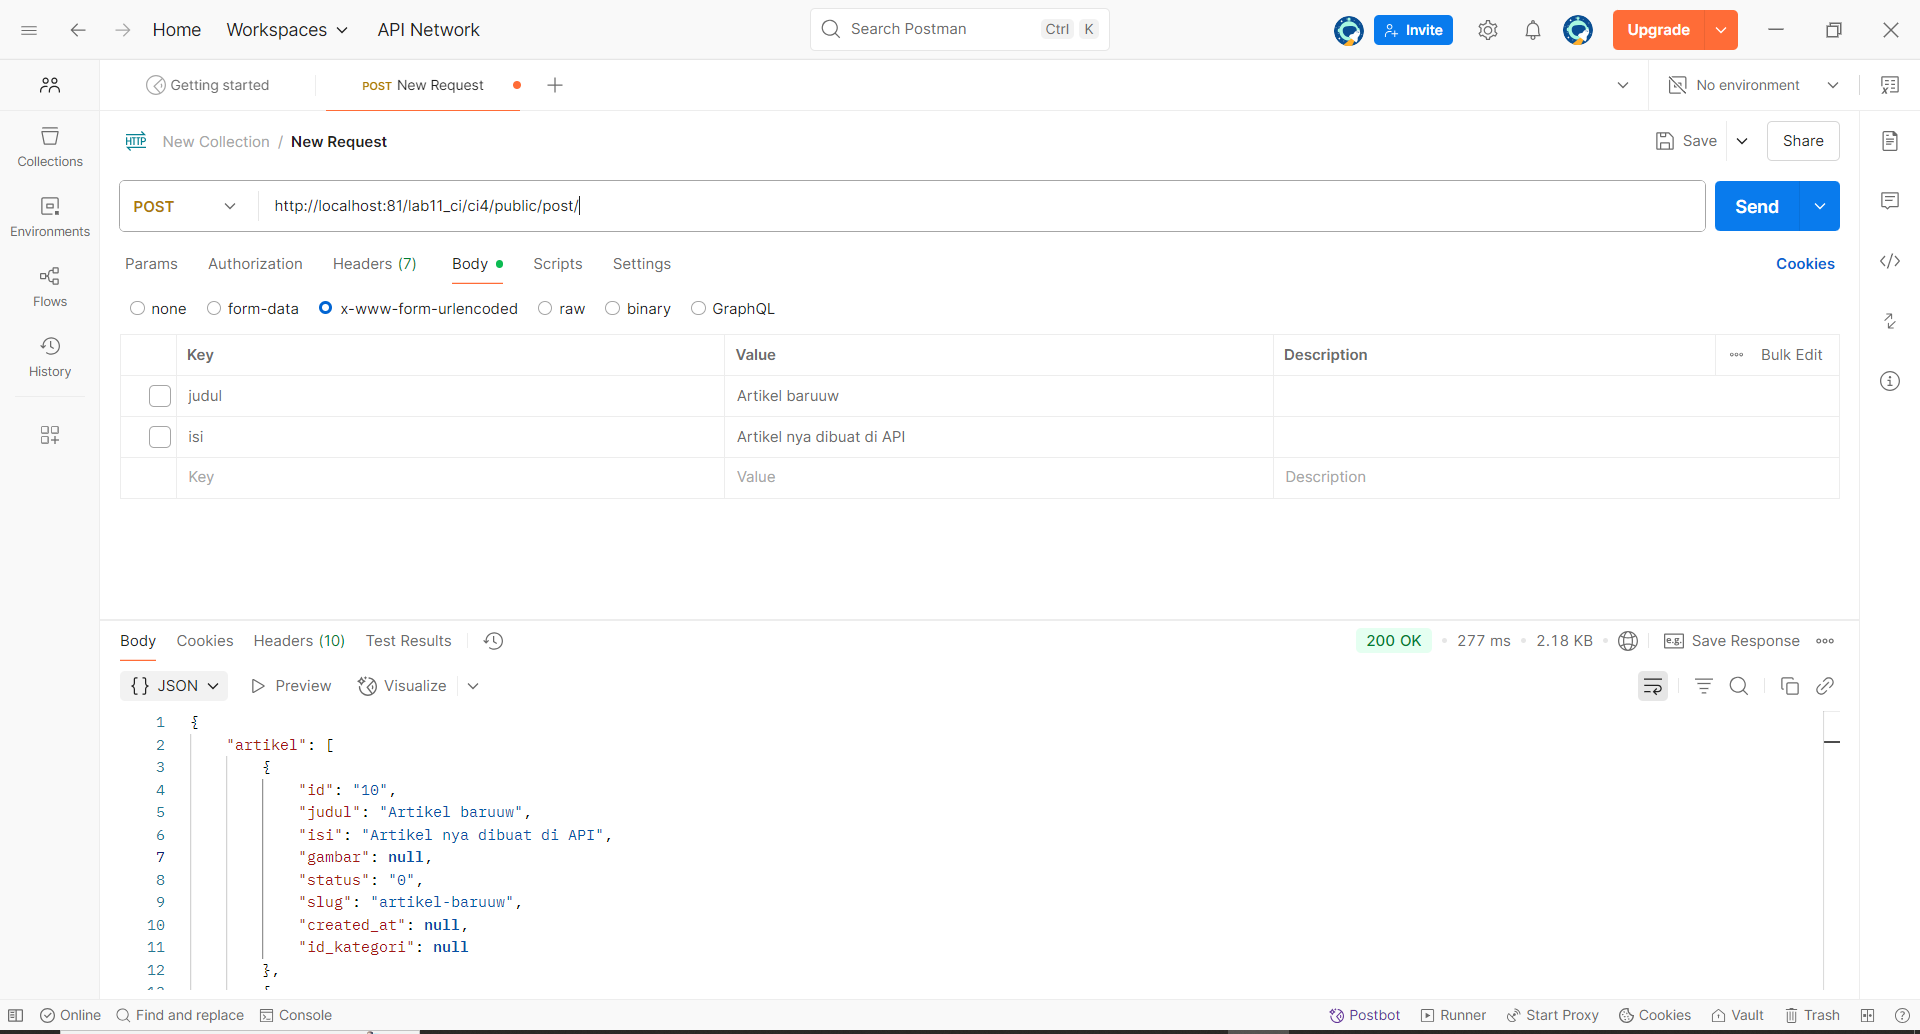 Home Workspaces API Network Search Postman Ctrl K Invite Upgrade
Getting started POST New Request No environment
HTTP New Collection / New Request Save Share
Collections
Environments
Flows
History
POST http://localhost:81/lab11_ci/ci4/public/post/ Send
Params Authorization Headers (7) Body Scripts Settings Cookies
none form-data x-www-form-urlencoded raw binary GraphQL
Key Value Description Bulk Edit
judul Artikel baruuw
isi Artikel nya dibuat di API
Key Value Description
Body Cookies Headers (10) Test Results 200 OK 277 ms 2.18 KB e.g. Save Response
{} JSON Preview Visualize
1 {
2 "artikel": [
3 {
4 "id": "10",
5 "judul": "Artikel baruuw",
6 "isi": "Artikel nya dibuat di API",
7 "gambar": null,
8 "status": "0",
9 "slug": "artikel-baruuw",
10 "created_at": null,
11 "id_kategori": null
12 },
Online Find and replace Console Postbot Runner Start Proxy Cookies Vault Trash